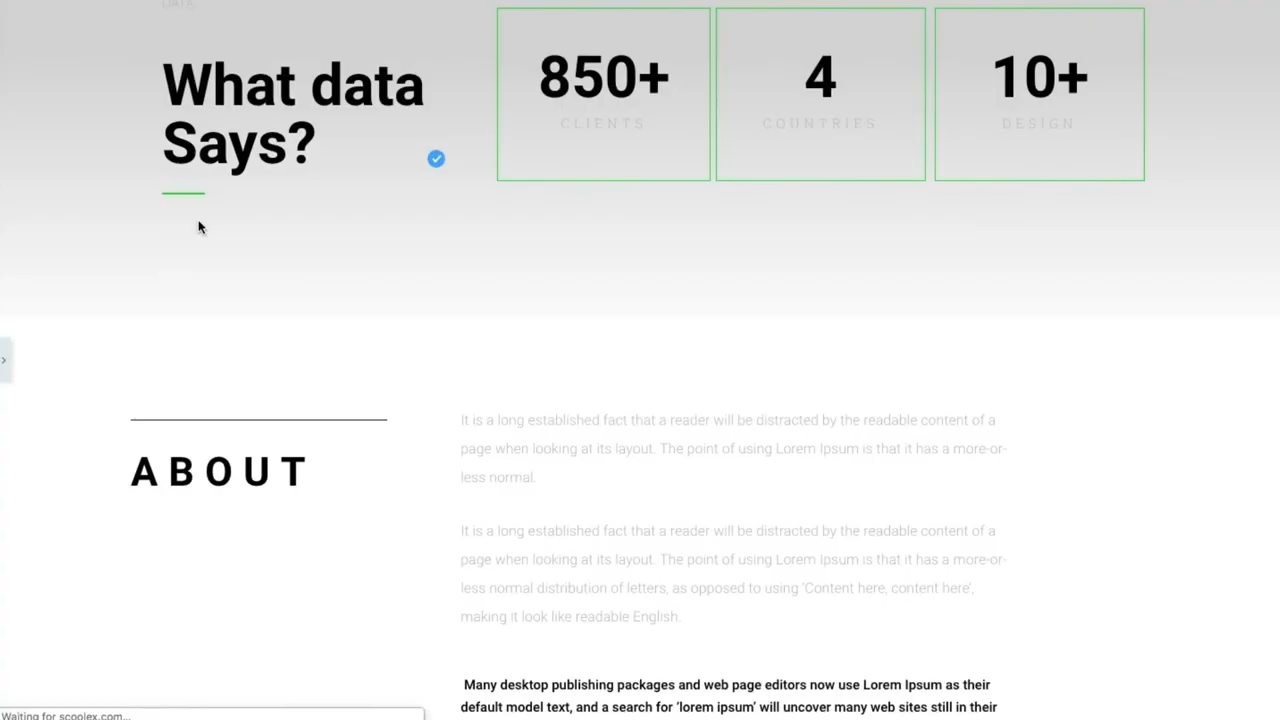 DATE
What data
Says?
850+
CLIENTS
4
COUNTRIES
10+
DESIGN
ABOUT
It is a long established fact that a reader will be distracted by the readable content of a
page when looking at its layout. The point of using Lorem Ipsum is that it has a more-or-
less normal.
It is a long established fact that a reader will be distracted by the readable content of a
page when looking at its layout. The point of using Lorem Ipsum is that it has a more-or-
less normal distribution of letters, as opposed to using ‘Content here, content here’,
making it look like readable English.
Many desktop publishing packages and web page editors now use Lorem Ipsum as their
default model text, and a search for ‘lorem ipsum’ will uncover many web sites still in their
Waiting for scoolex.com...